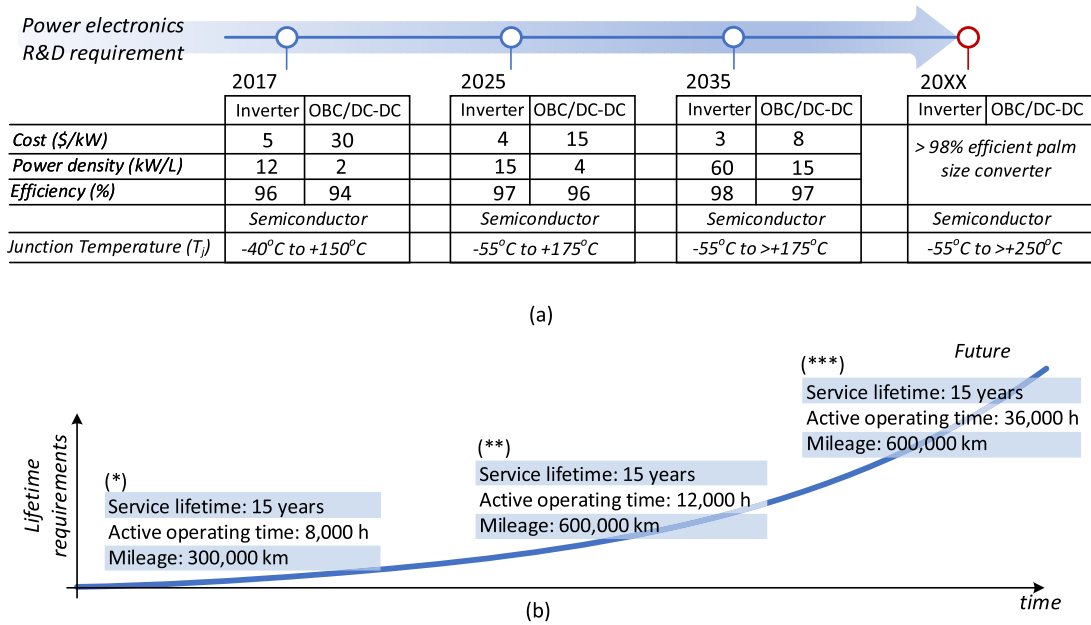 Power electronics
R&D requirement
2017 2025 2035 20XX
Inverter OBC/DC-DC Inverter OBC/DC-DC Inverter OBC/DC-DC Inverter OBC/DC-DC
Cost ($/kW) 5 30 4 15 3 8
> 98% efficient palm
size converter
Power density (kW/L) 12 2 15 4 60 15
Efficiency (%) 96 94 97 96 98 97
Semiconductor Semiconductor Semiconductor Semiconductor
Junction Temperature (Tj) -40°C to +150°C -55°C to +175°C -55°C to >+175°C -55°C to >+250°C
(a)
Lifetime
requirements
(*)
Service lifetime: 15 years
Active operating time: 8,000 h
Mileage: 300,000 km
(**)
Service lifetime: 15 years
Active operating time: 12,000 h
Mileage: 600,000 km
(***)
Future
Service lifetime: 15 years
Active operating time: 36,000 h
Mileage: 600,000 km
time
(b)